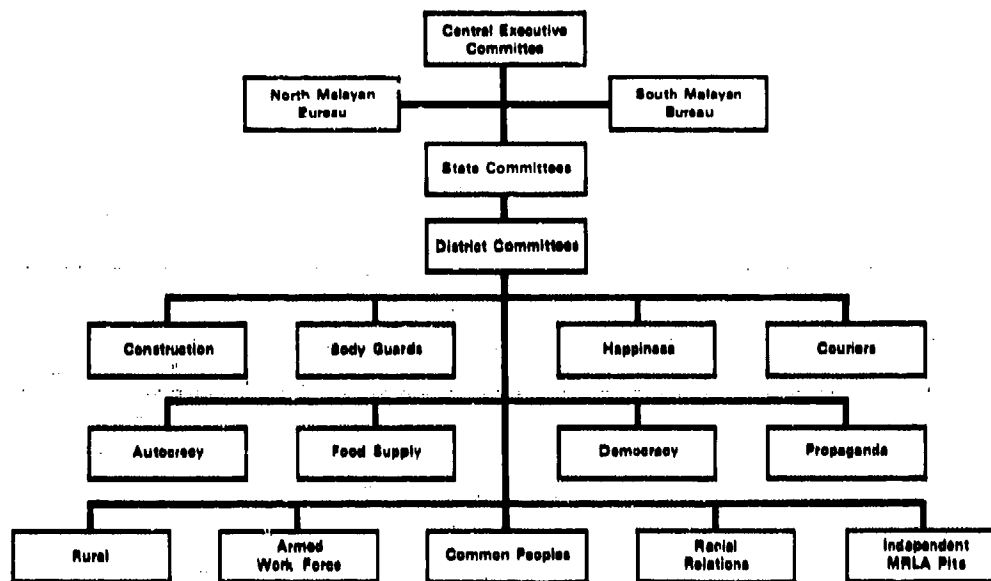 Central Executive
Committee
North Malayan
Bureau
South Malayan
Bureau
State Committees
District Committees
Construction
Body Guards
Happiness
Couriers
Autocracy
Food Supply
Democracy
Propaganda
Rural
Armed
Work Force
Common Peoples
Racial
Relations
Independent
MRLA Plts